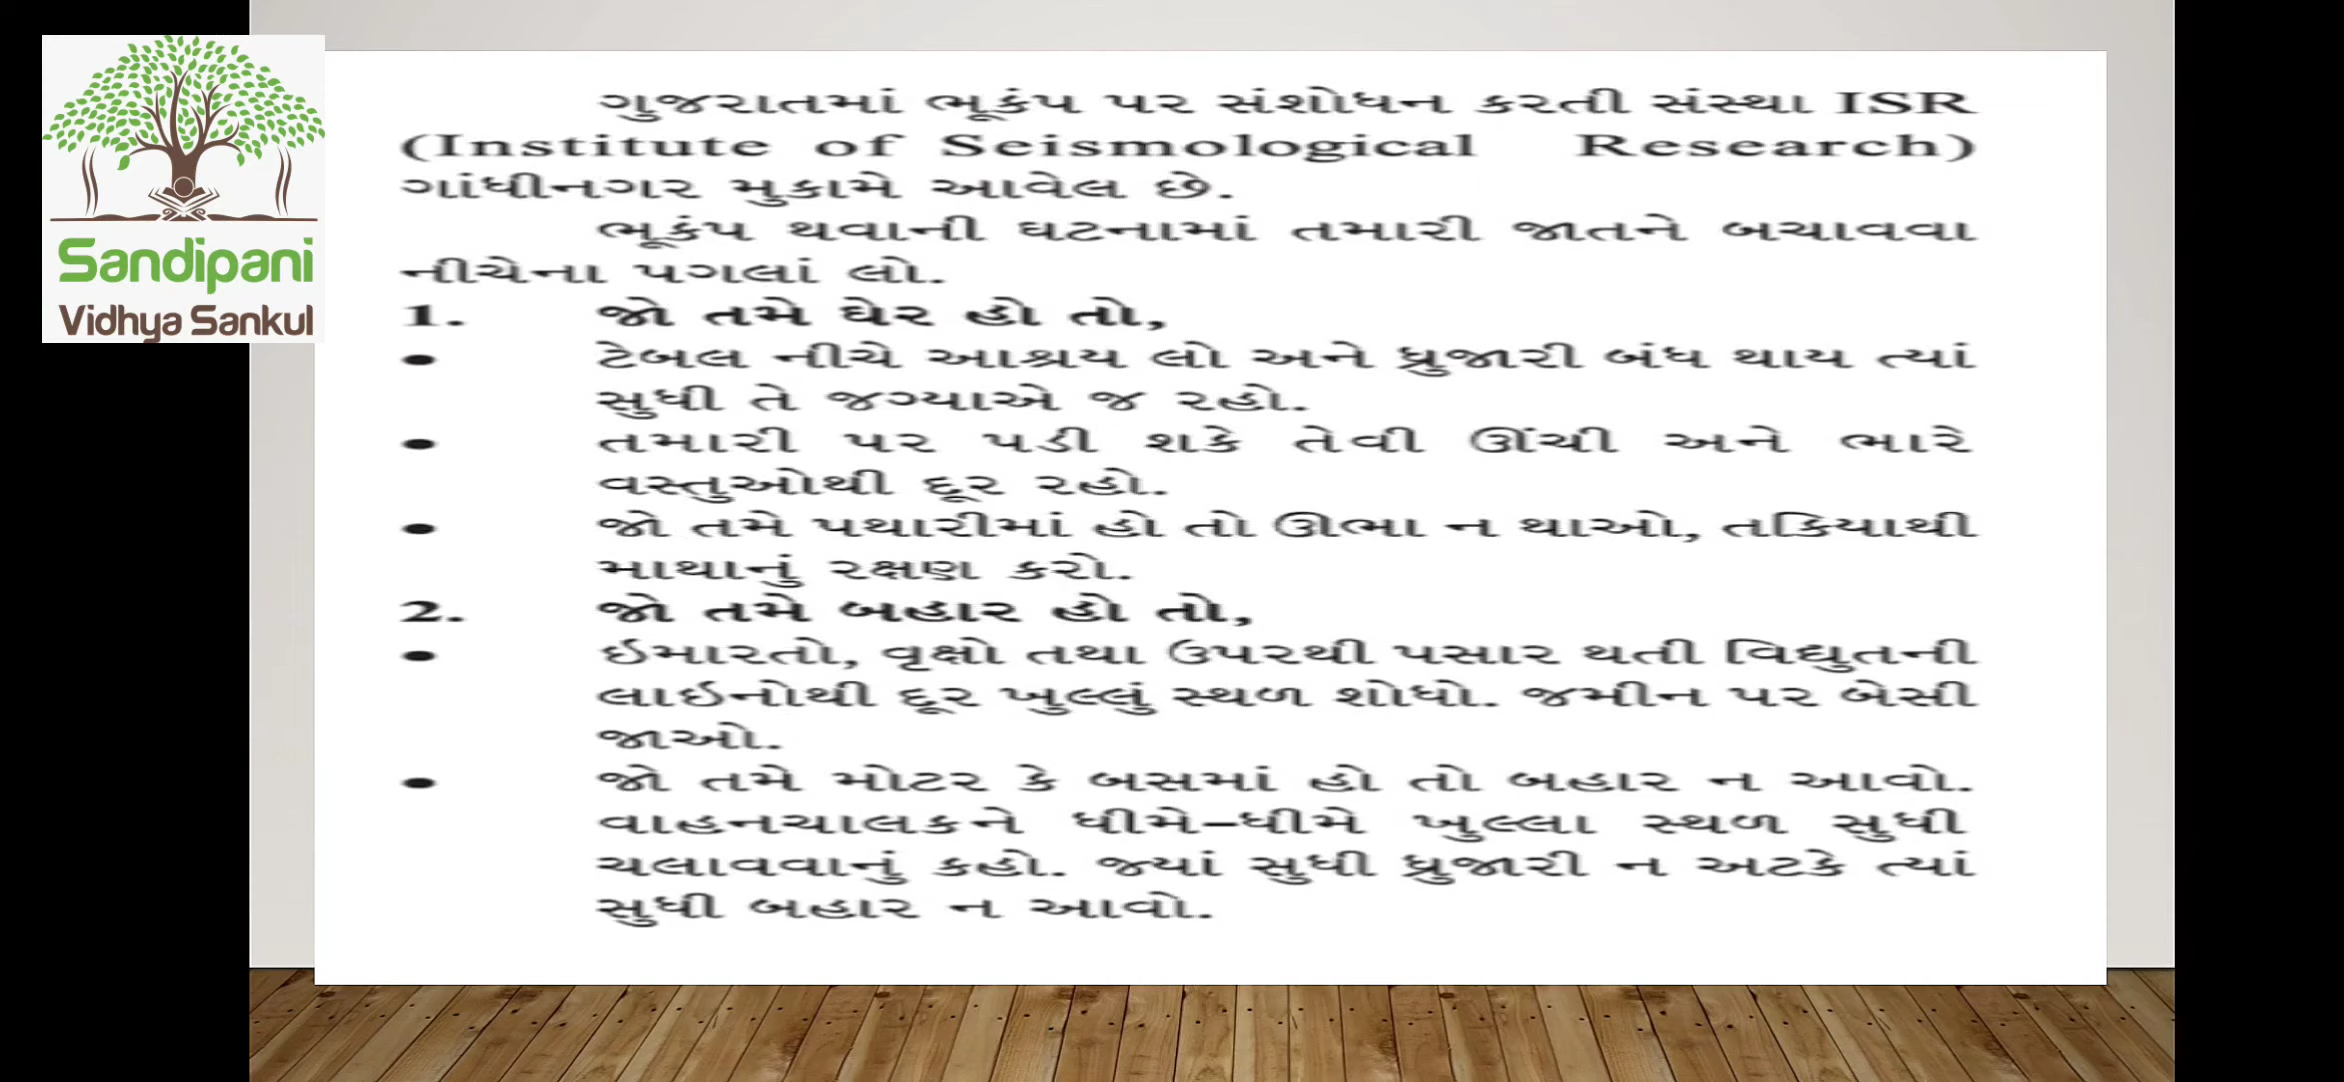 Sandipani
Vidhya Sankul
ગુજરાતમાં ભૂકંપ પર સંશોધન કરતી સંસ્થા ISR
(Institute of Seismological Research)
ગાંધીનગર મુકામે આવેલ છે.
ભૂકંપ થવાની ઘટનામાં તમારી જાતને બચાવવા
નીચેના પગલાં લો.
1. જો તમે ઘેર હો તો,
• ટેબલ નીચે આશ્રય લો અને ધ્રુજારી બંધ થાય ત્યાં
સુધી તે જગ્યાએ જ રહો.
• તમારી પર પડી શકે તેવી ઊંચી અને ભારે
વસ્તુઓથી દૂર રહો.
• જો તમે પથારીમાં હો તો ઊભા ન થાઓ, તકિયાથી
માથાનું રક્ષણ કરો.
2. જો તમે બહાર હો તો,
• ઇમારતો, વૃક્ષો તથા ઉપરથી પસાર થતી વિદ્યુતની
લાઇનોથી દૂર ખુલ્લું સ્થળ શોધો. જમીન પર બેસી
જાઓ.
• જો તમે મોટર કે બસમાં હો તો બહાર ન આવો.
વાહનચાલકને ધીમે–ધીમે ખુલ્લા સ્થળ સુધી
ચલાવવાનું કહો. જ્યાં સુધી ધ્રુજારી ન અટકે ત્યાં
સુધી બહાર ન આવો.